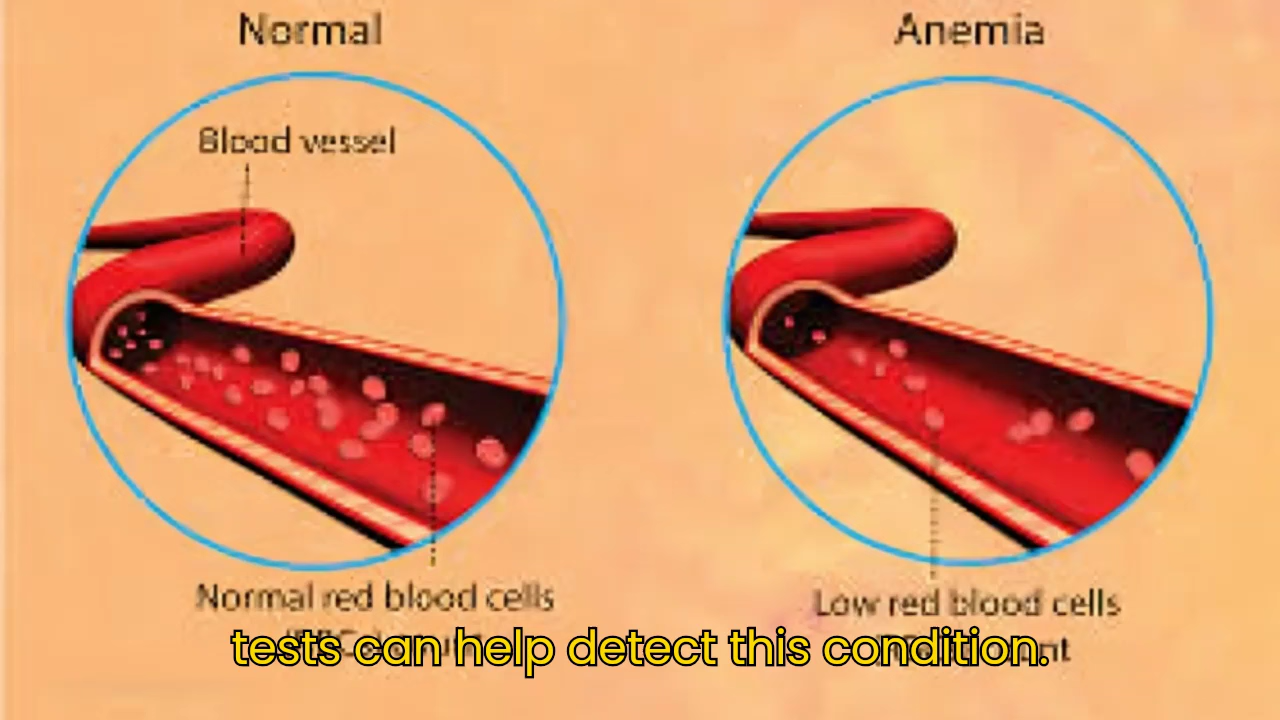 Normal
Anemia
Blood vessel
Normal red blood cells
Low red blood cells
tests can help detect this condition.